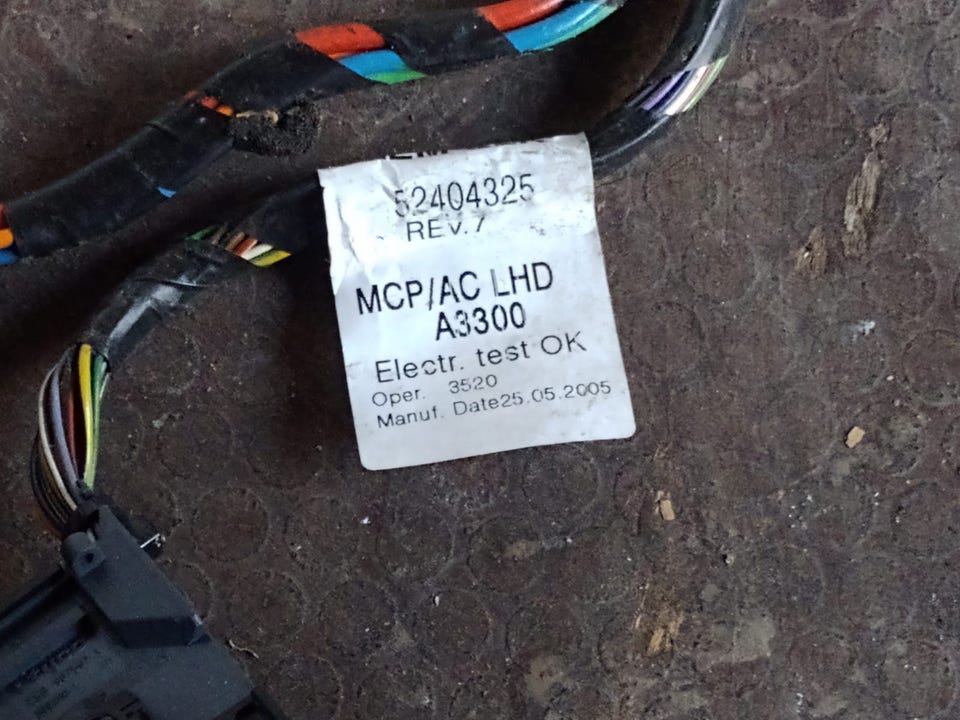 52404325
REV.7
MCP/AC LHD
A3300
Electr. test OK
Oper. 3520
Manuf. Date25.05.2005